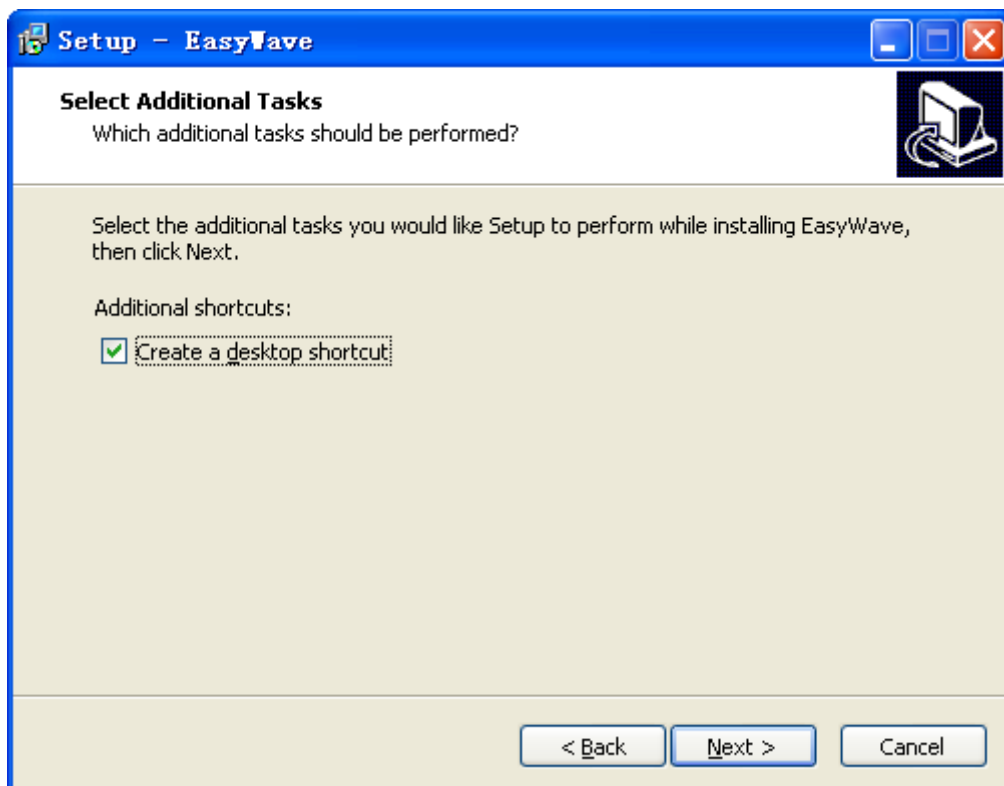 Setup - EasyWave
Select Additional Tasks
Which additional tasks should be performed?
Select the additional tasks you would like Setup to perform while installing EasyWave,
then click Next.
Additional shortcuts:
Create a desktop shortcut
< Back Next > Cancel